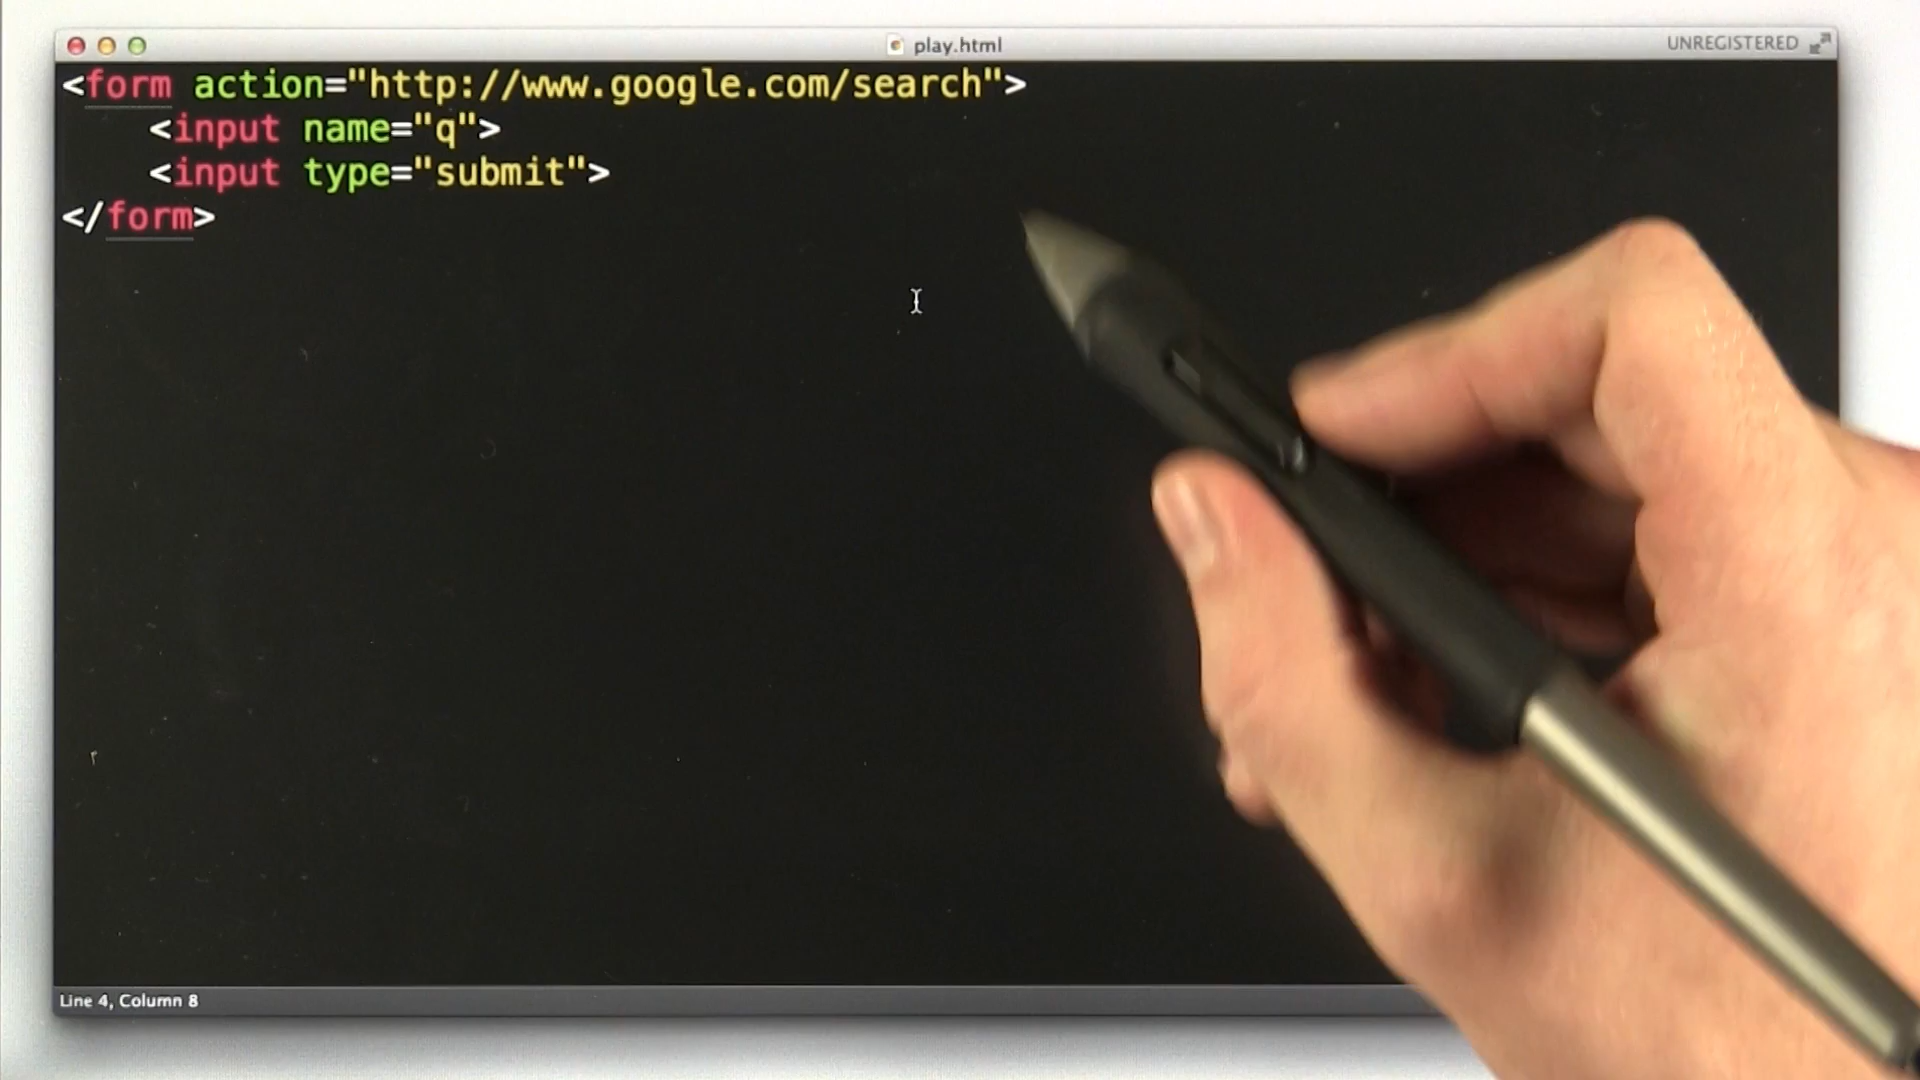 play.html
UNREGISTERED
<form action="http://www.google.com/search">
<input name="q">
<input type="submit">
</form>
Line 4, Column 8